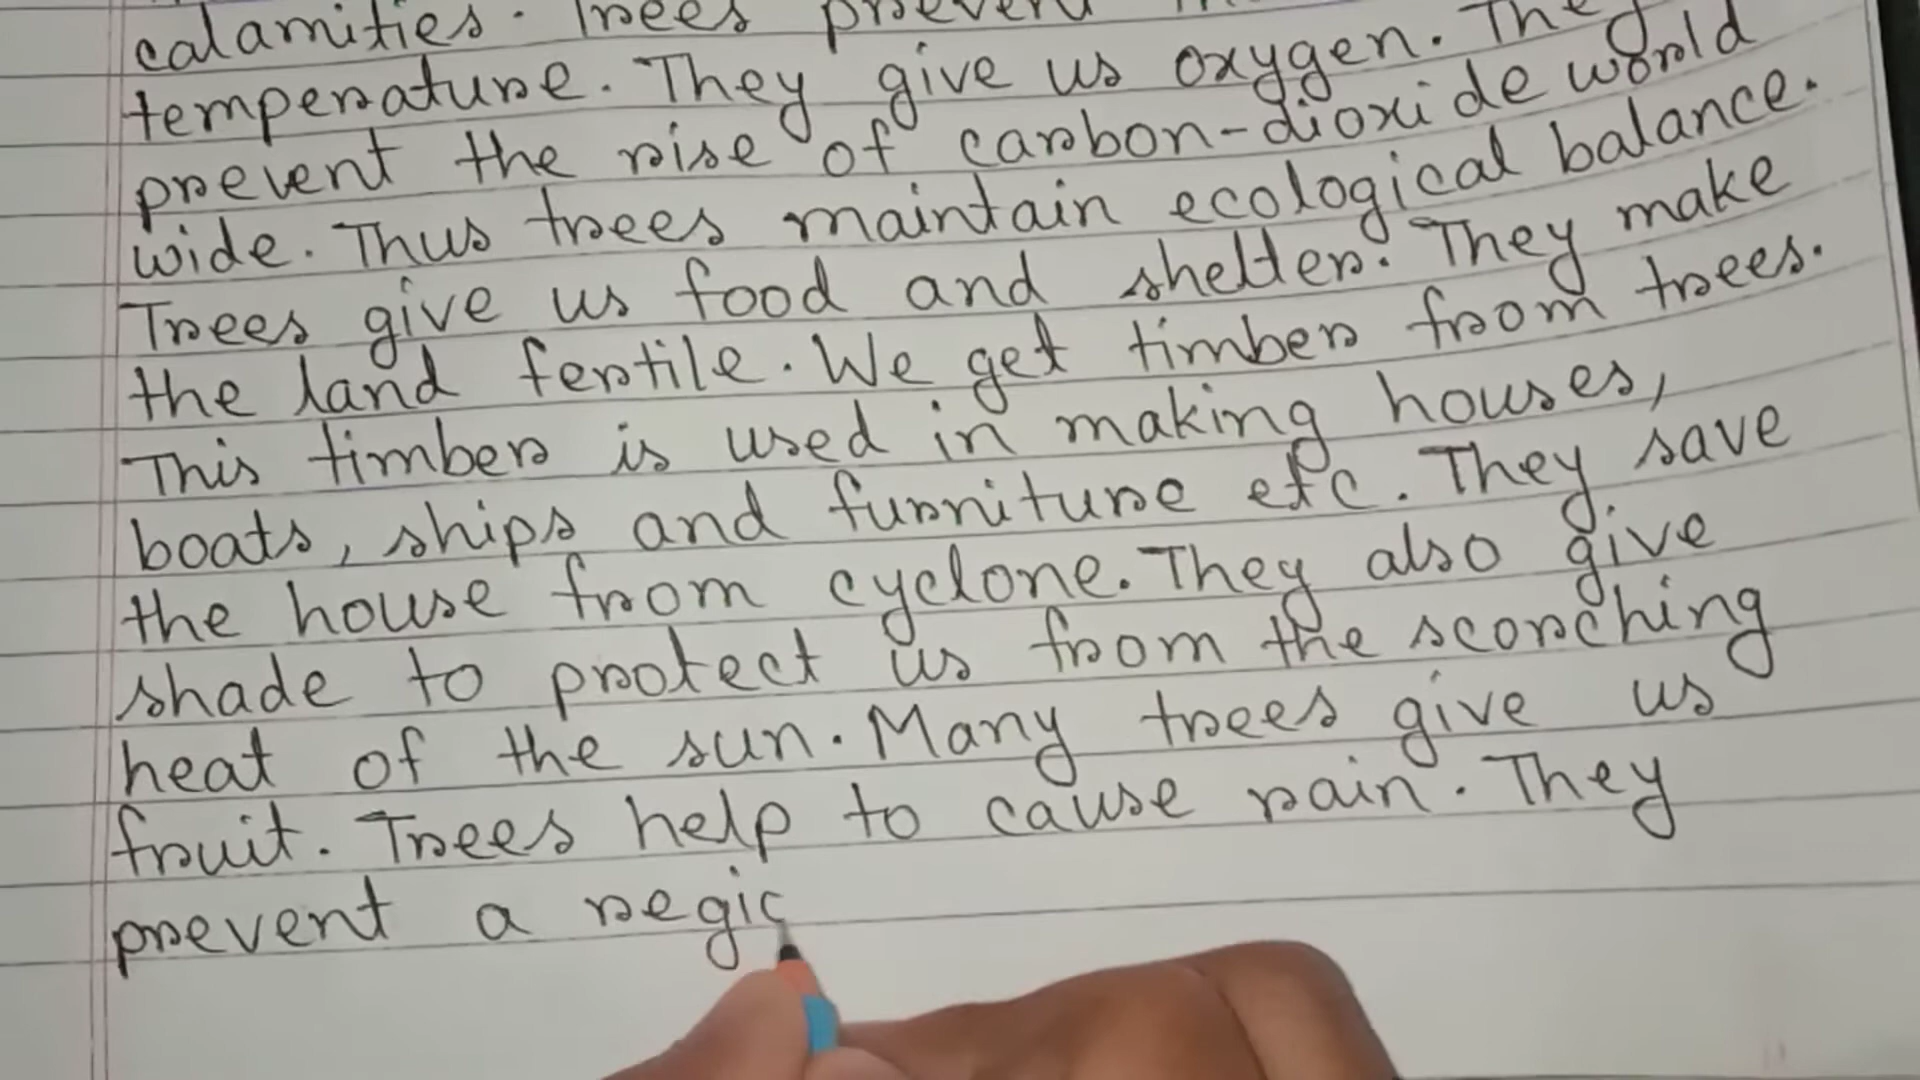 calamities. Trees prevent
temperature. They give us oxygen. They
prevent the rise of carbon-dioxide world
wide. Thus trees maintain ecological balance.
Trees give us food and shelter. They make
the land fertile. We get timber from trees.
This timber is used in making houses,
boats, ships and furniture etc. They save
the house from cyclone. They also give
shade to protect us from the scorching
heat of the sun. Many trees give us
fruit. Trees help to cause rain. They
prevent a regic